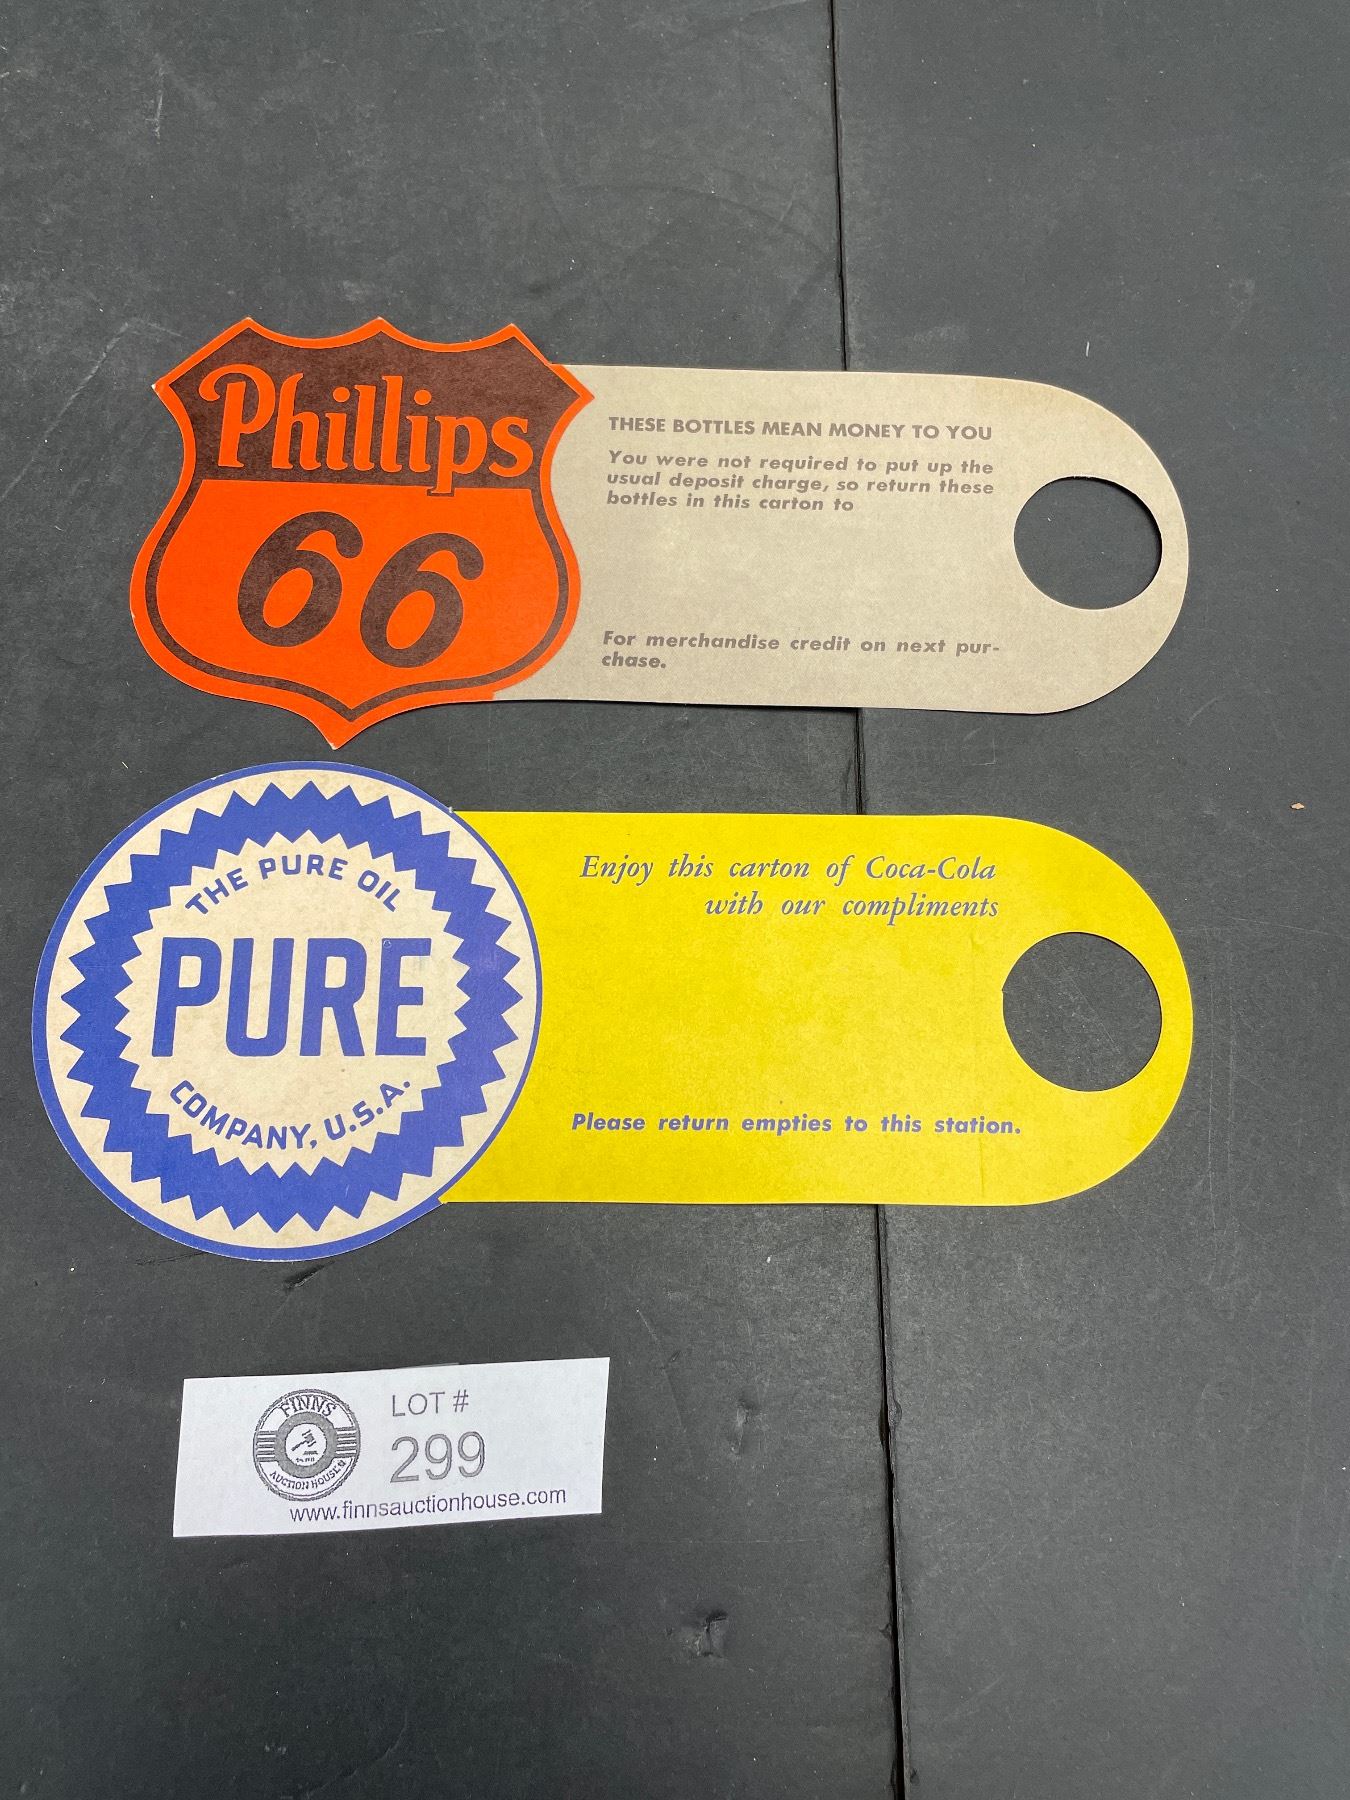 Phillips
66
THESE BOTTLES MEAN MONEY TO YOU
You were not required to put up the
usual deposit charge, so return these
bottles in this carton to
For merchandise credit on next pur-
chase.
THE PURE OIL
PURE
COMPANY, U.S.A.
Enjoy this carton of Coca-Cola
with our compliments
Please return empties to this station.
FINNS
AUCTION HOUSE
LOT #
299
www.finnsauctionhouse.com